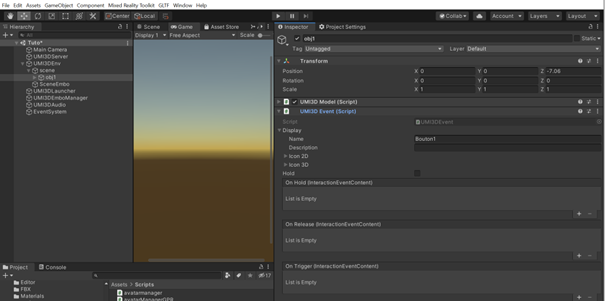 File Edit Assets GameObject Component Mixed Reality Toolkit GLTF Window Help
Center Local Collab Account Layers Layout
Hierarchy Scene Game Asset Store Inspector Project Settings
Display 1 Free Aspect Scale
All
obj1 Static
Tuto*
Tag Untagged Layer Default
Main Camera
UMI3DServer
UMI3DEnv
scene
obj1
SceneEmbo
UMI3DLauncher
UMI3DEmboManager
UMI3DAudio
EventSystem
Transform
Position X 0 Y 0 Z -7.06
Rotation X 0 Y 0 Z 0
Scale X 1 Y 1 Z 1
UMI3D Model (Script)
UMI3D Event (Script)
Script UMI3DEvent
Display
Name Bouton1
Description
Icon 2D
Icon 3D
Hold
On Hold (InteractionEventContent)
List is Empty
On Release (InteractionEventContent)
List is Empty
On Trigger (InteractionEventContent)
List is Empty
Project Console
17
Editor
FBX
Materials
Assets > Scripts
avatarmanager
avatarManagerGPR